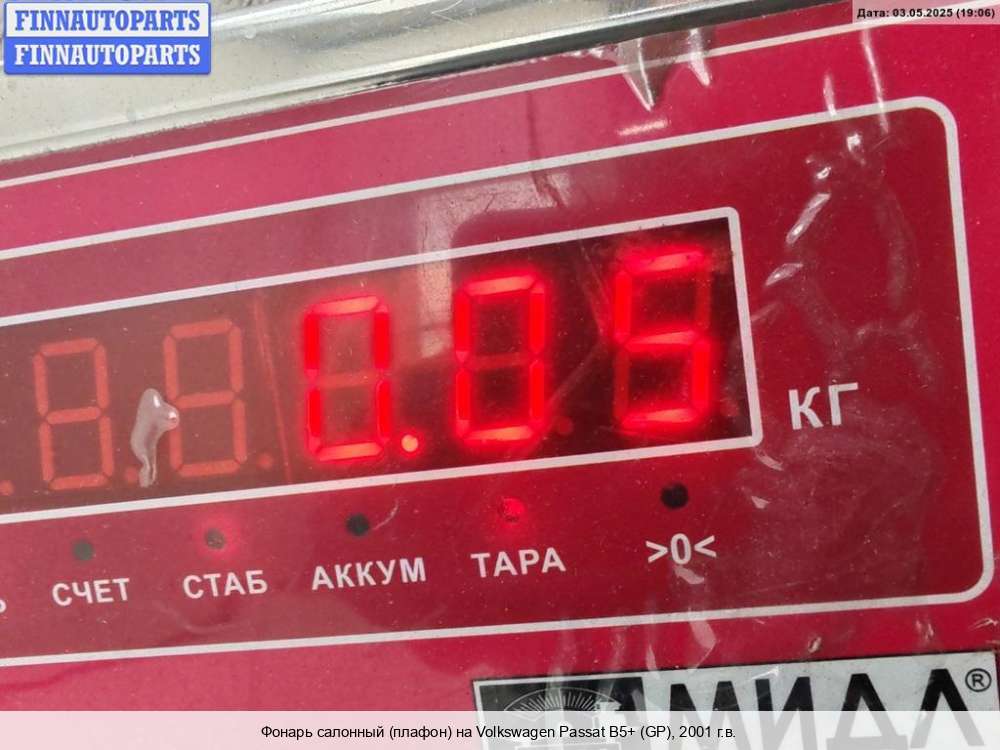 FINNAUTOPARTS
FINNAUTOPARTS
Дата: 03.05.2025 (19:06)
0.05
КГ
СЧЕТ СТАБ АККУМ ТАРА >0<
МИДЛ®
Фонарь салонный (плафон) на Volkswagen Passat B5+ (GP), 2001 г.в.